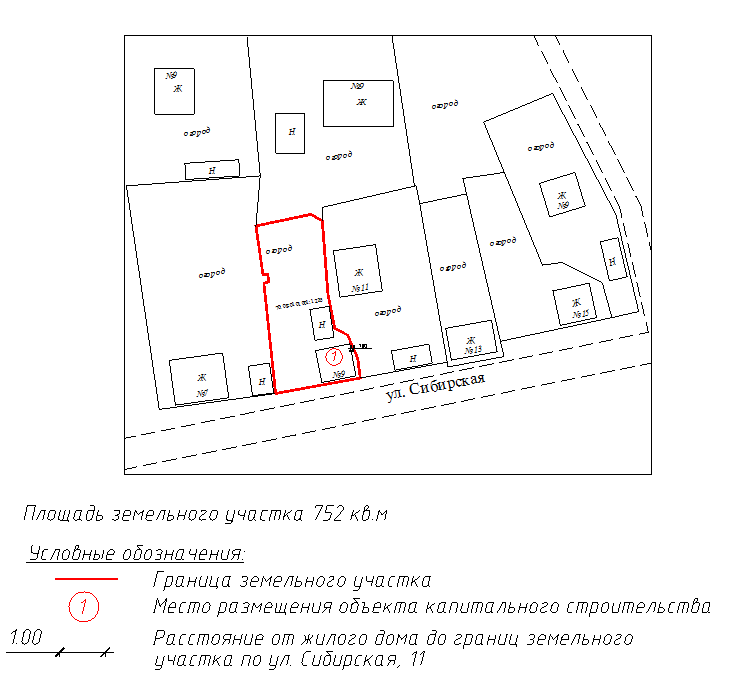 №9
Ж
огород
Н
№9
Ж
Н
огород
огород
огород
Ж
№9
огород
огород
Ж
№11
огород
огород
огород
Н
Ж
№15
Н
1
№9
Ж
№7
Н
Н
Ж
№13
ул. Сибирская
Площадь земельного участка 752 кв.м
Условные обозначения:
Граница земельного участка
1
Место размещения объекта капитального строительства
1.00
Расстояние от жилого дома до границ земельного
участка по ул. Сибирская, 11